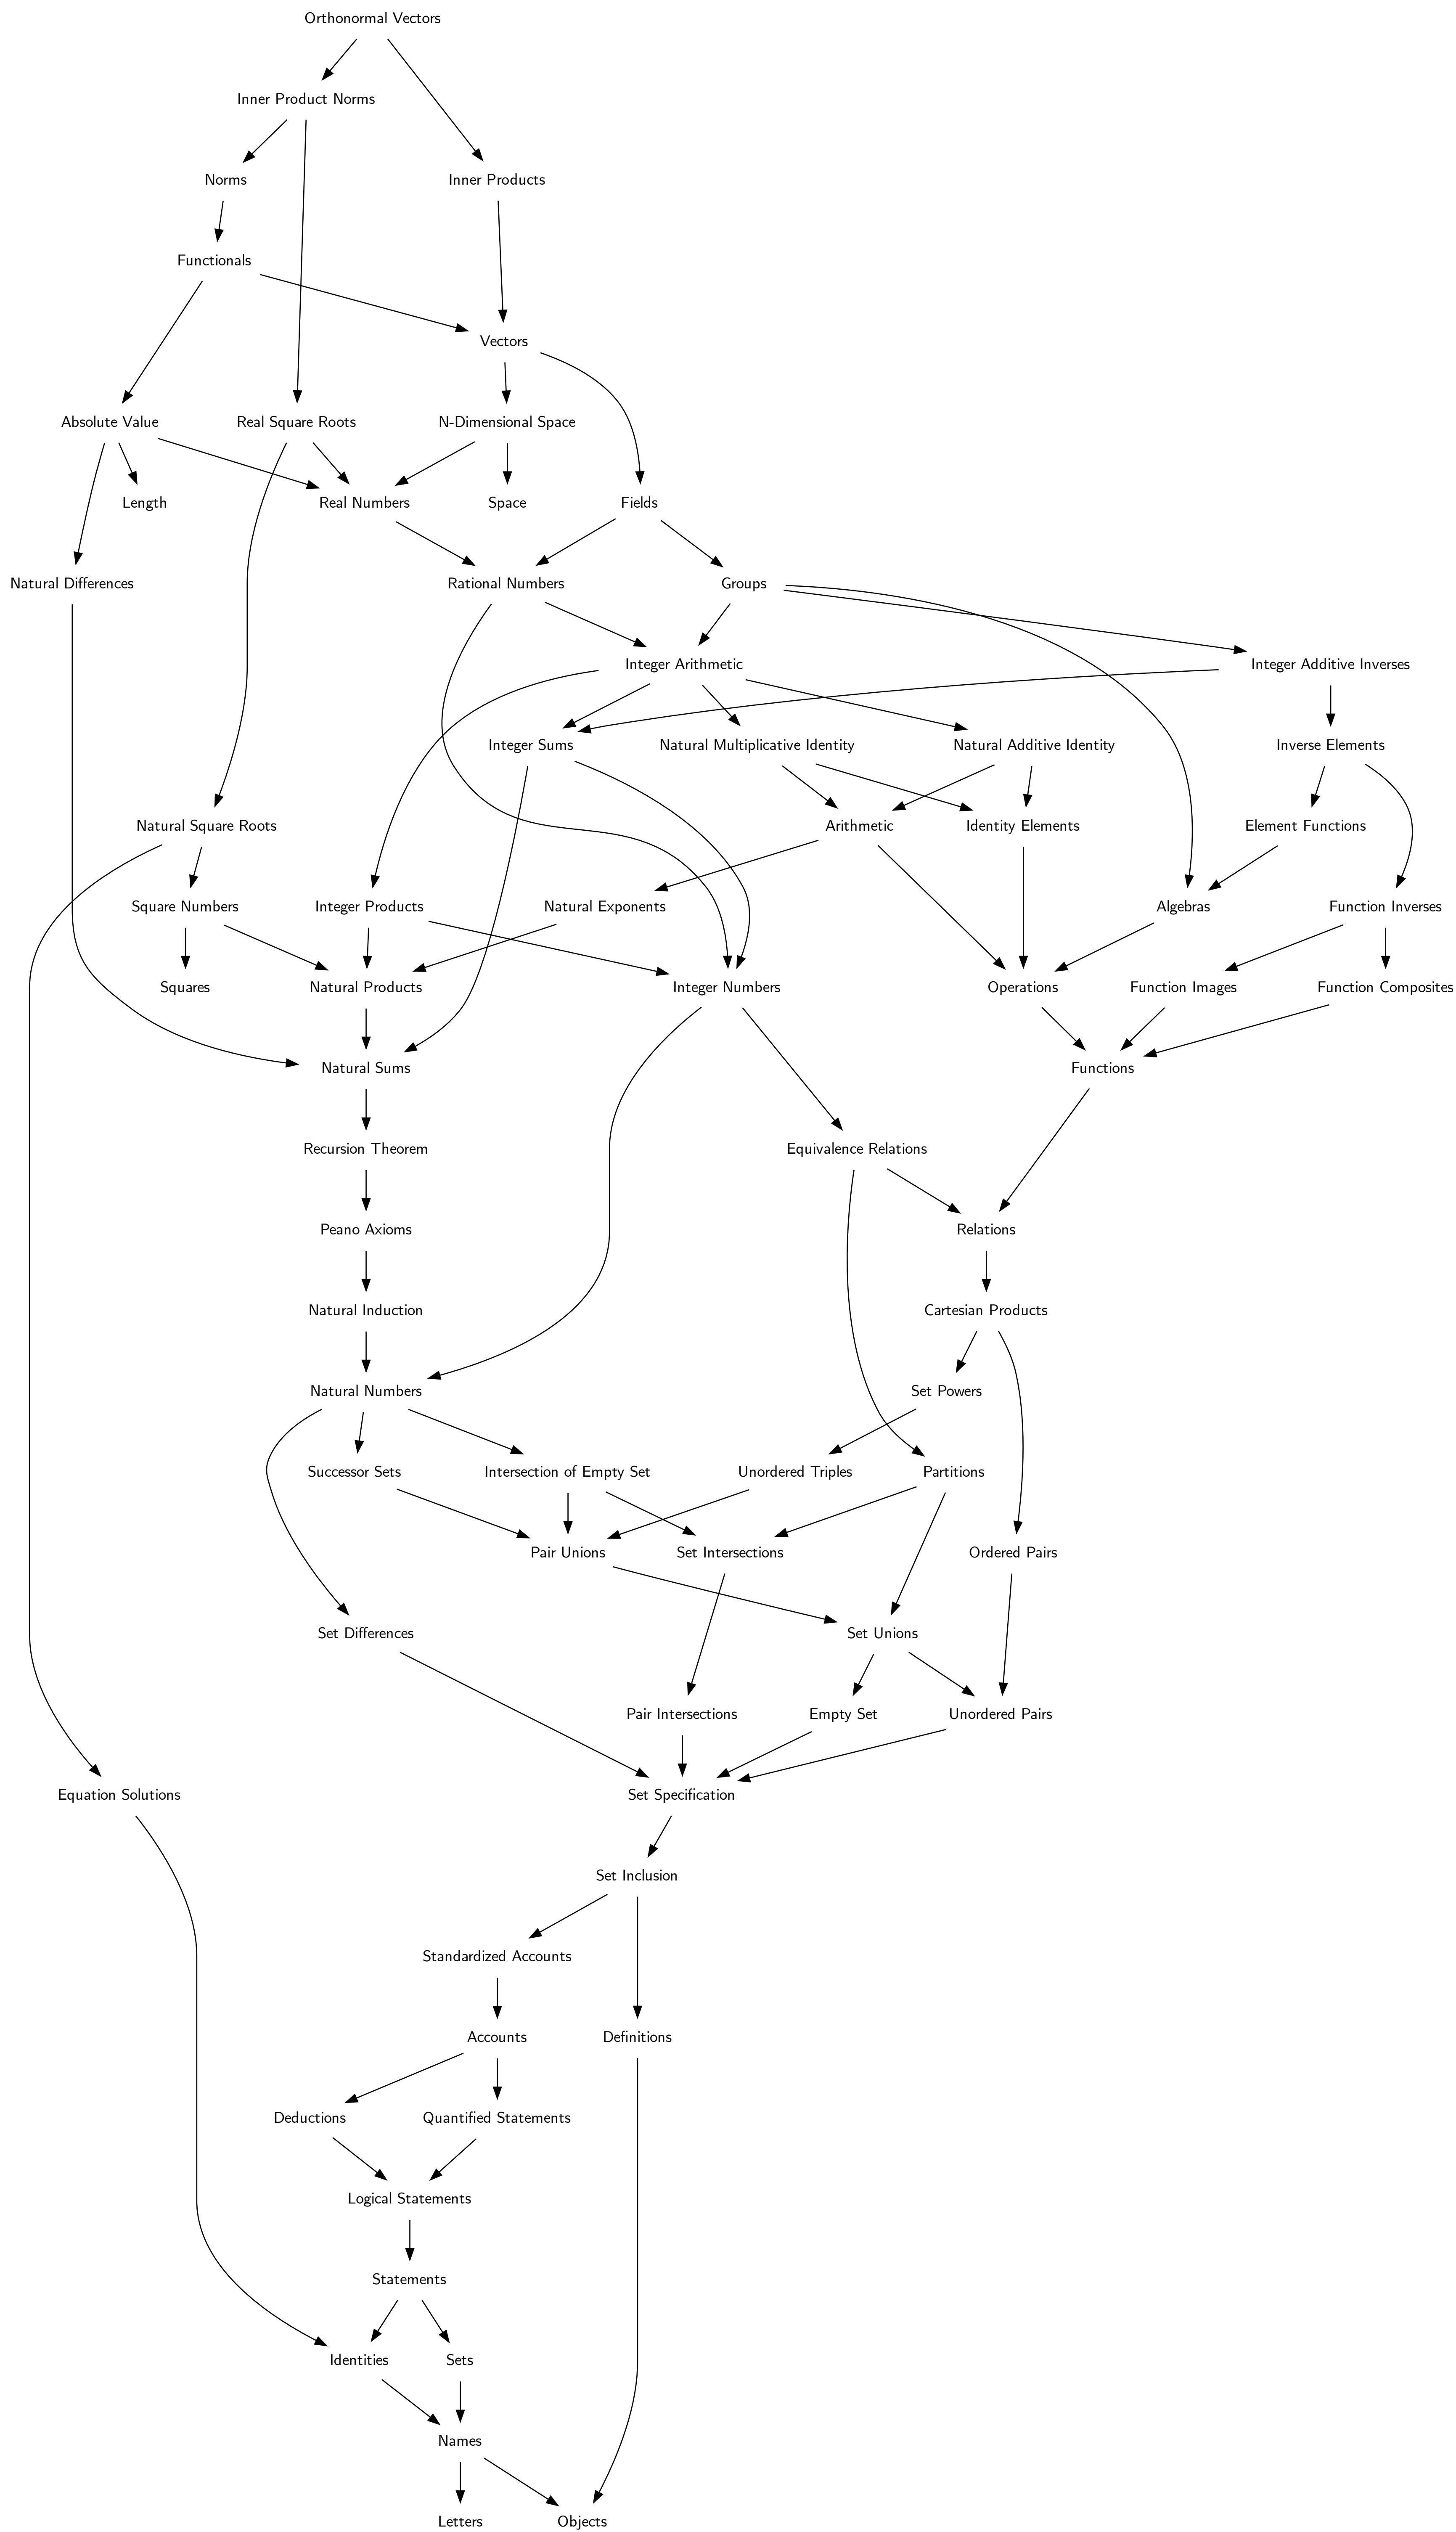 Orthonormal Vectors
Inner Product Norms
Norms
Inner Products
Functionals
Vectors
Absolute Value
Real Square Roots
N-Dimensional Space
Length
Real Numbers
Space
Fields
Natural Differences
Rational Numbers
Groups
Integer Arithmetic
Integer Additive Inverses
Integer Sums
Natural Multiplicative Identity
Natural Additive Identity
Inverse Elements
Natural Square Roots
Arithmetic
Identity Elements
Element Functions
Square Numbers
Integer Products
Natural Exponents
Algebras
Function Inverses
Squares
Natural Products
Integer Numbers
Operations
Function Images
Function Composites
Natural Sums
Functions
Recursion Theorem
Equivalence Relations
Peano Axioms
Relations
Natural Induction
Cartesian Products
Natural Numbers
Set Powers
Successor Sets
Intersection of Empty Set
Unordered Triples
Partitions
Pair Unions
Set Intersections
Ordered Pairs
Set Differences
Set Unions
Pair Intersections
Empty Set
Unordered Pairs
Equation Solutions
Set Specification
Set Inclusion
Standardized Accounts
Accounts
Definitions
Deductions
Quantified Statements
Logical Statements
Statements
Identities
Sets
Names
Letters
Objects